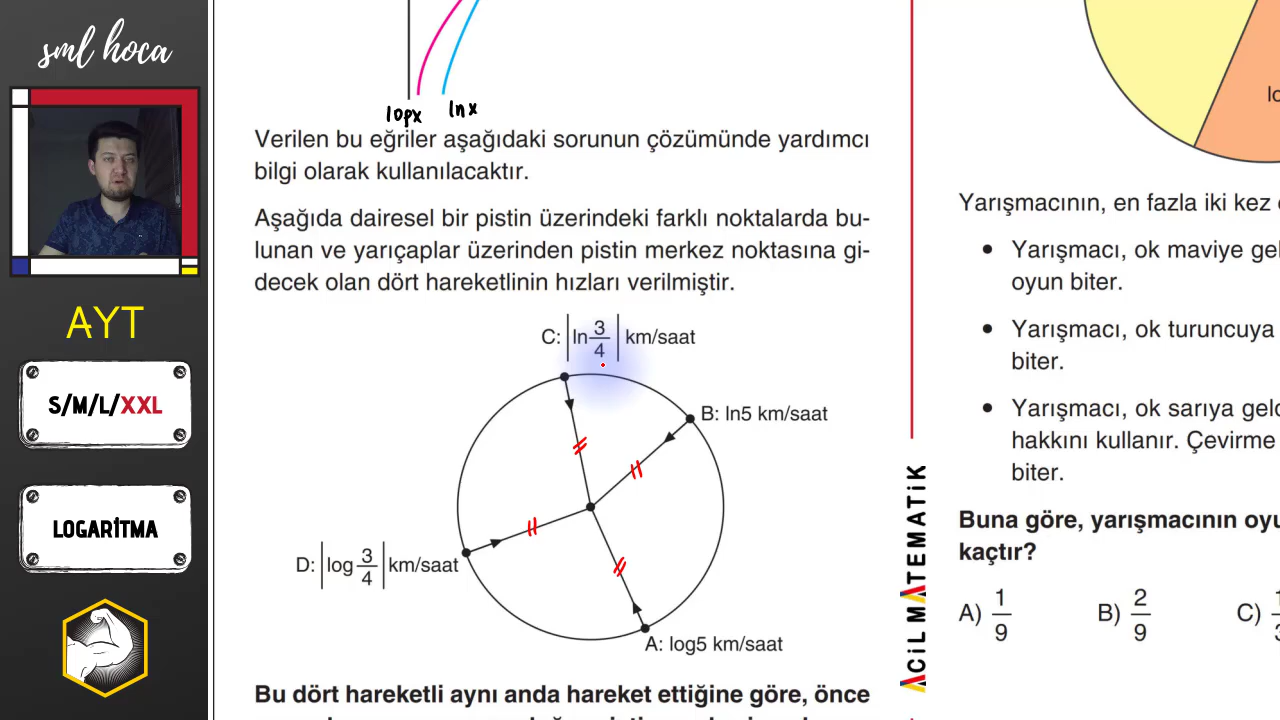 sml hoca
AYT
S/M/L/XXL
LOGARİTMA
logx lnx
Verilen bu eğriler aşağıdaki sorunun çözümünde yardımcı
bilgi olarak kullanılacaktır.
Aşağıda dairesel bir pistin üzerindeki farklı noktalarda bu-
lunan ve yarıçaplar üzerinden pistin merkez noktasına gi-
decek olan dört hareketlinin hızları verilmiştir.
C: |ln 3/4| km/saat
B: ln5 km/saat
D: |log 3/4| km/saat
A: log5 km/saat
Bu dört hareketli aynı anda hareket ettiğine göre, önce
ACİL MATEMATİK
Yarışmacının, en fazla iki kez
• Yarışmacı, ok maviye
oyun biter.
• Yarışmacı, ok turuncuya
biter.
• Yarışmacı, ok sarıya
hakkını kullanır. Çevirme
biter.
Buna göre, yarışmacının
kaçtır?
A) 1/9 B) 2/9 C)